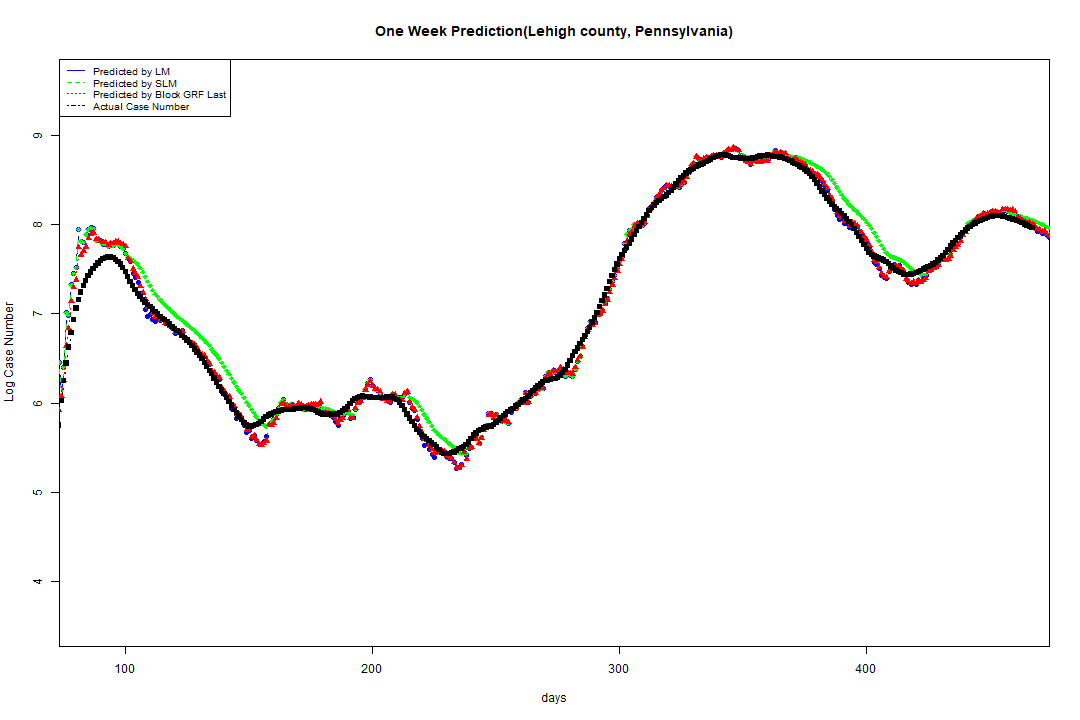 One Week Prediction(Lehigh county, Pennsylvania)
Predicted by LM
Predicted by SLM
Predicted by Block GRF Last
Actual Case Number
9
8
7
6
5
4
Log Case Number
100 200 300 400
days